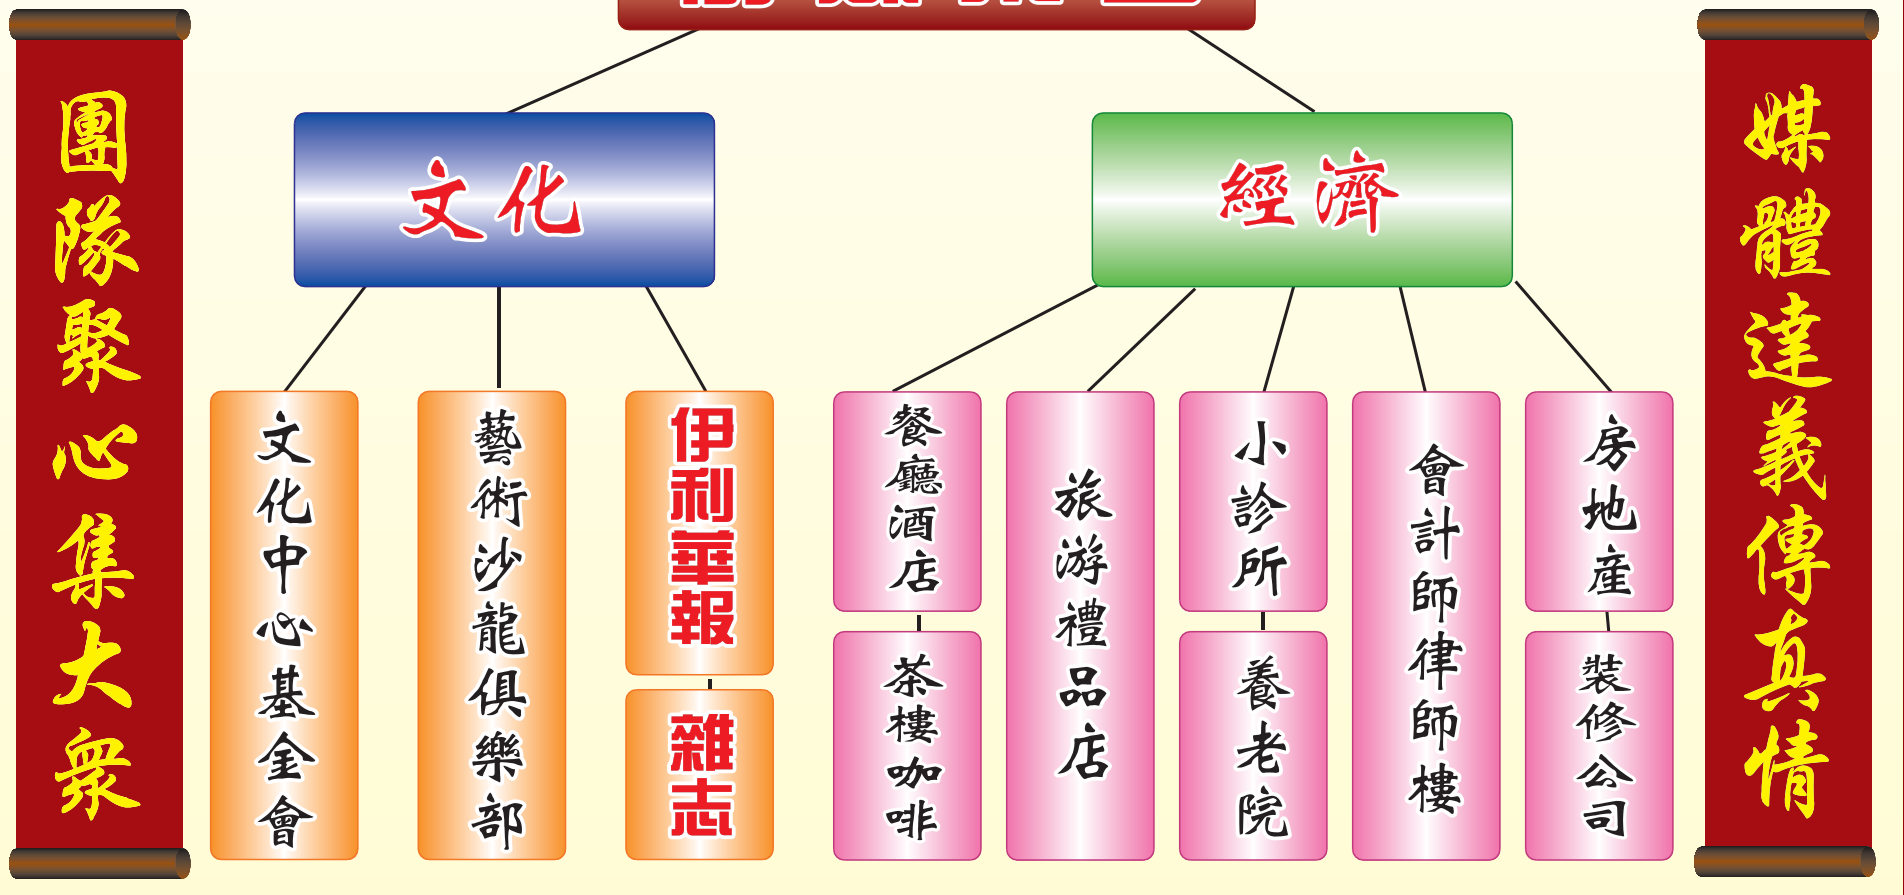 團隊聚心集大衆
媒體達義傳真情
文化
經濟
文化中心基金會
藝術沙龍俱樂部
伊利華報
雜志
餐廳酒店
茶樓咖啡
旅游禮品店
小診所
養老院
會計師律師樓
房地産
裝修公司